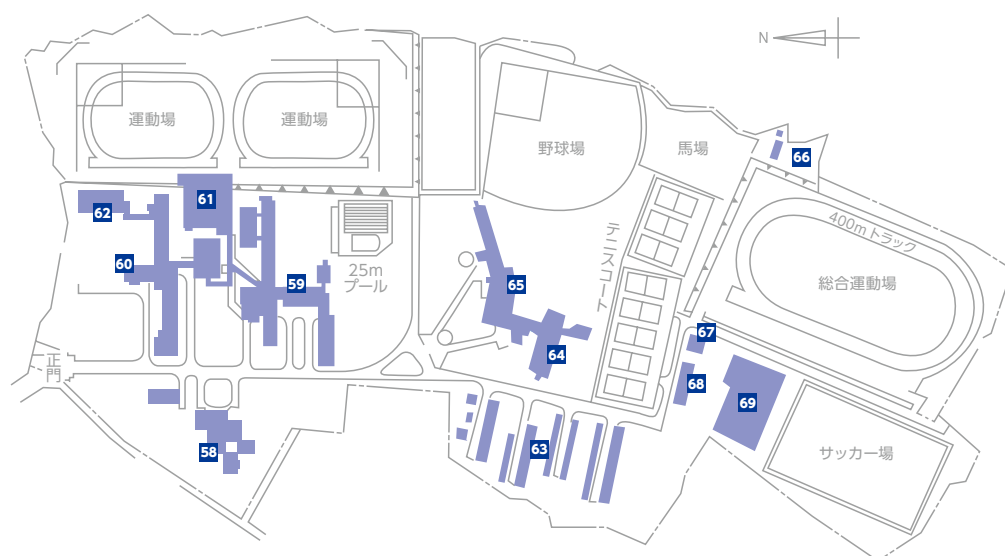 N
運動場
運動場
野球場
馬場
66
62
61
400mトラック
テニスコート
60
59
25m
プール
65
総合運動場
67
正門
64
68
69
58
63
サッカー場